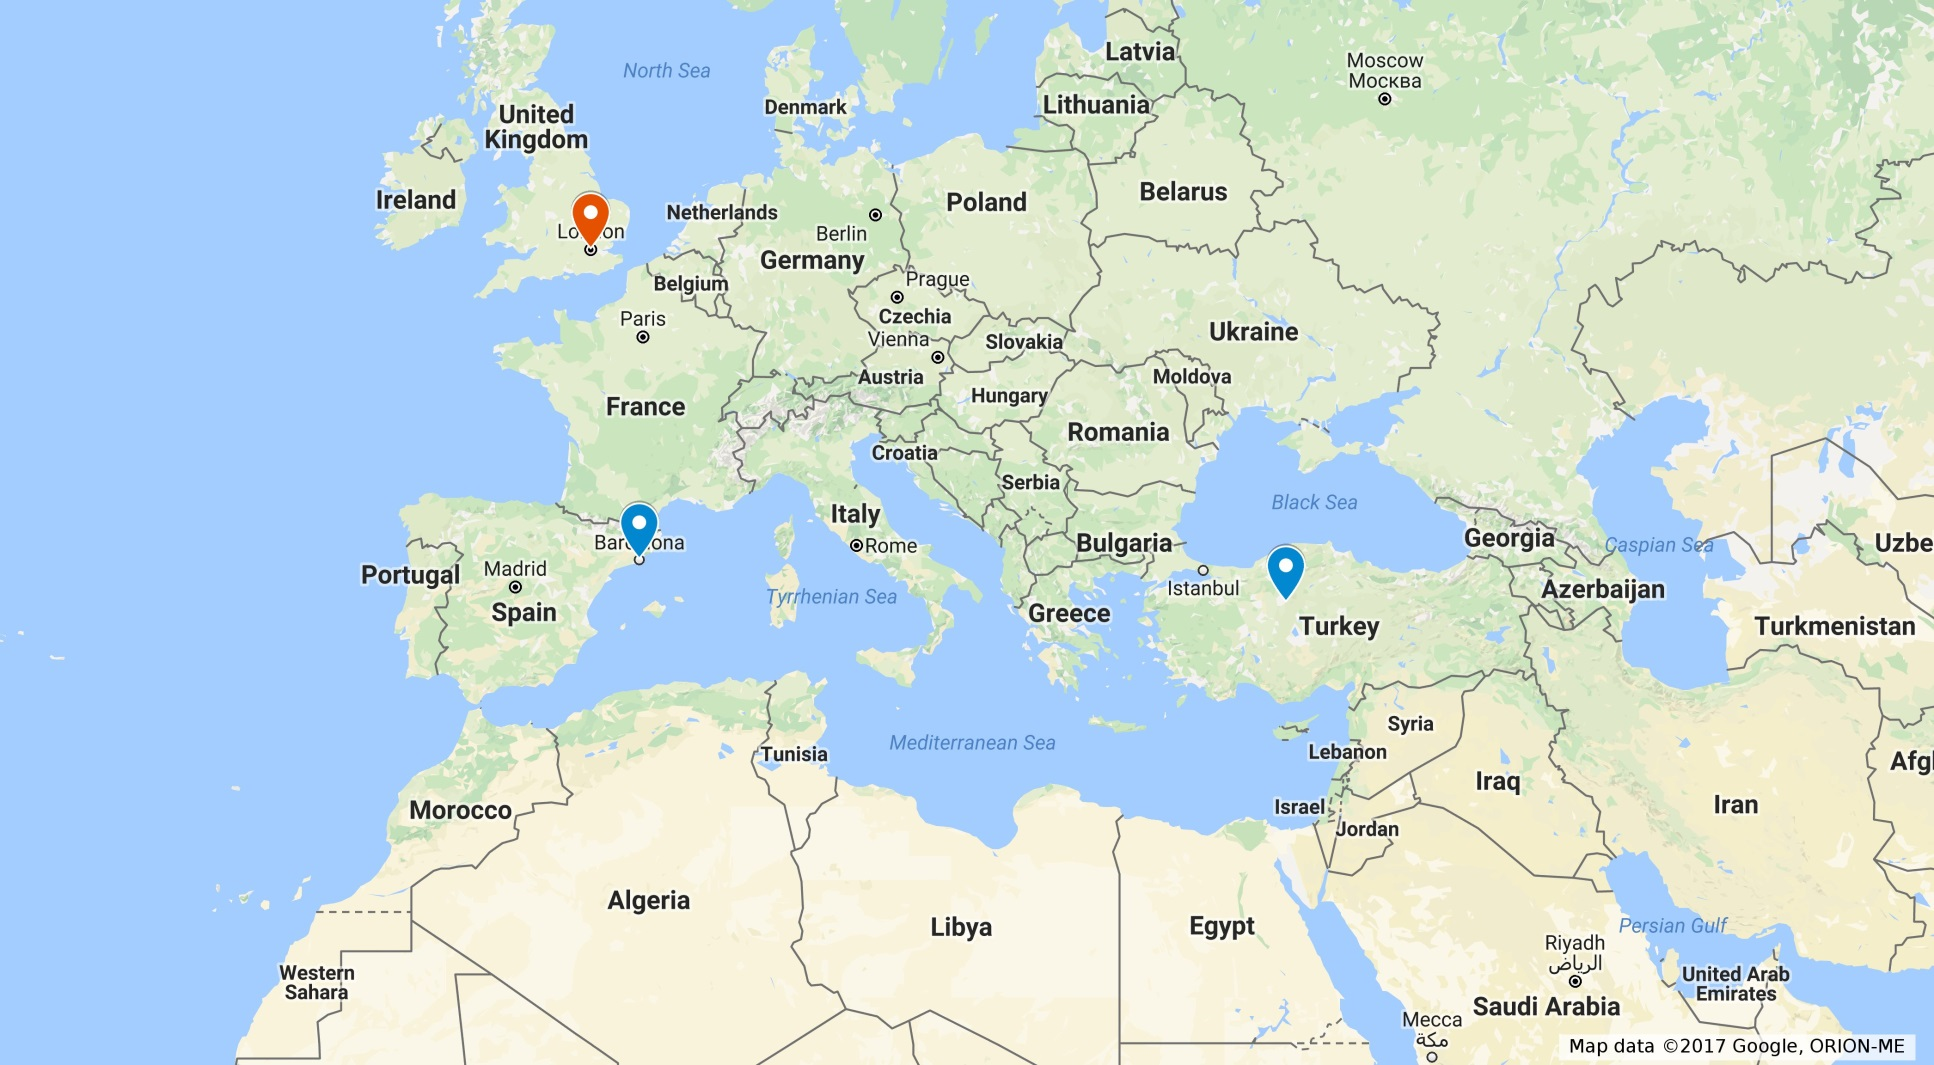 Latvia
Moscow
Москва
North Sea
Lithuania
Denmark
United
Kingdom
Ireland
Belarus
Poland
Netherlands
London
Berlin
Germany
Belgium
Prague
Czechia
Paris
Vienna
Slovakia
Ukraine
Austria
Moldova
Hungary
France
Romania
Croatia
Serbia
Black Sea
Italy
Georgia
Barcelona
Rome
Bulgaria
Caspian Sea
Uzbe
Portugal
Madrid
Spain
Istanbul
Azerbaijan
Tyrrhenian Sea
Greece
Turkey
Turkmenistan
Syria
Mediterranean Sea
Tunisia
Lebanon
Afg
Iraq
Morocco
Israel
Iran
Jordan
Algeria
Libya
Egypt
Persian Gulf
Riyadh
الرياض
Western
Sahara
United Arab
Emirates
Saudi Arabia
Mecca
مكة
Map data ©2017 Google, ORION-ME